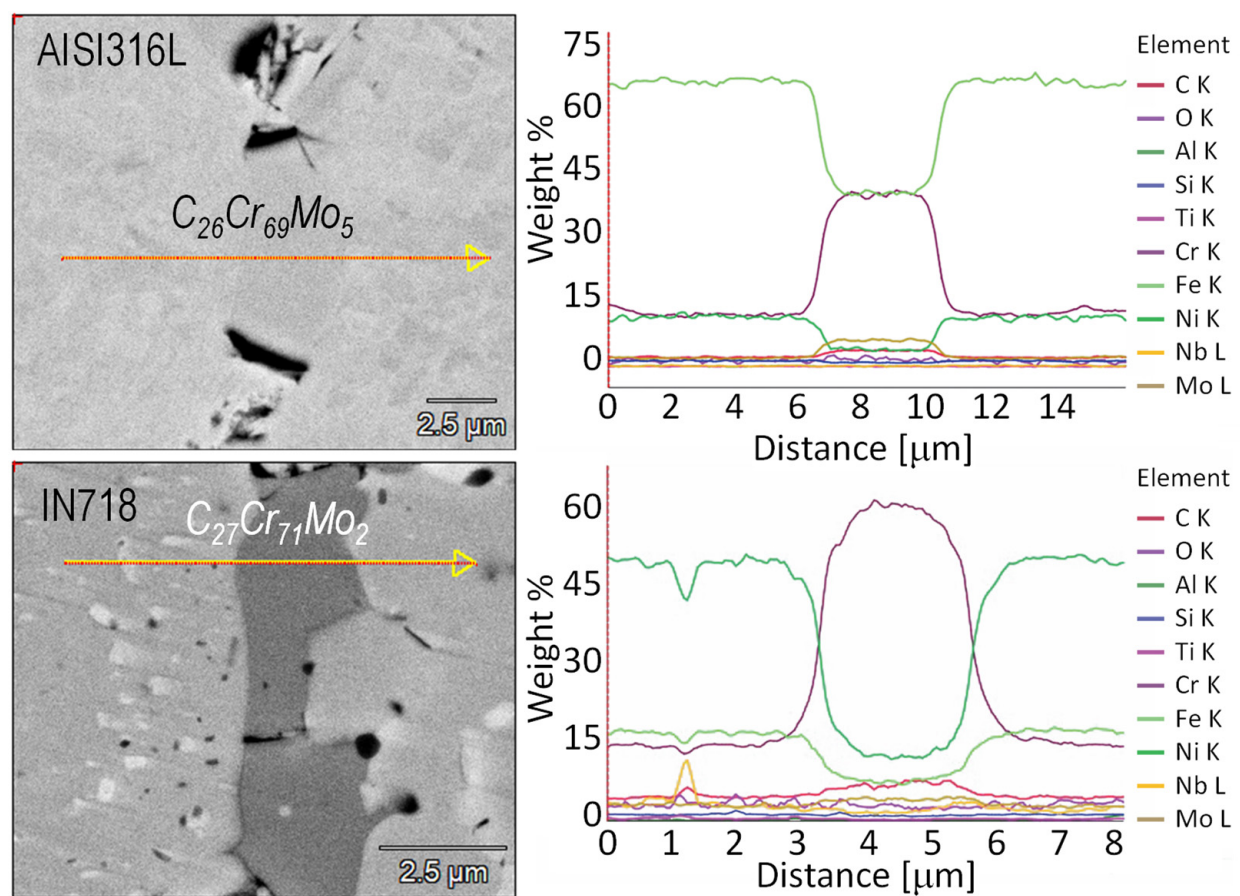 AISI316L
C26Cr69Mo5
2.5 µm
75
60
45
30
15
0
Weight %
0 2 4 6 8 10 12 14
Distance [µm]
Element
C K
O K
Al K
Si K
Ti K
Cr K
Fe K
Ni K
Nb L
Mo L
IN718
C27Cr71Mo2
2.5 µm
60
45
30
15
0
Weight %
0 1 2 3 4 5 6 7 8
Distance [µm]
Element
C K
O K
Al K
Si K
Ti K
Cr K
Fe K
Ni K
Nb L
Mo L